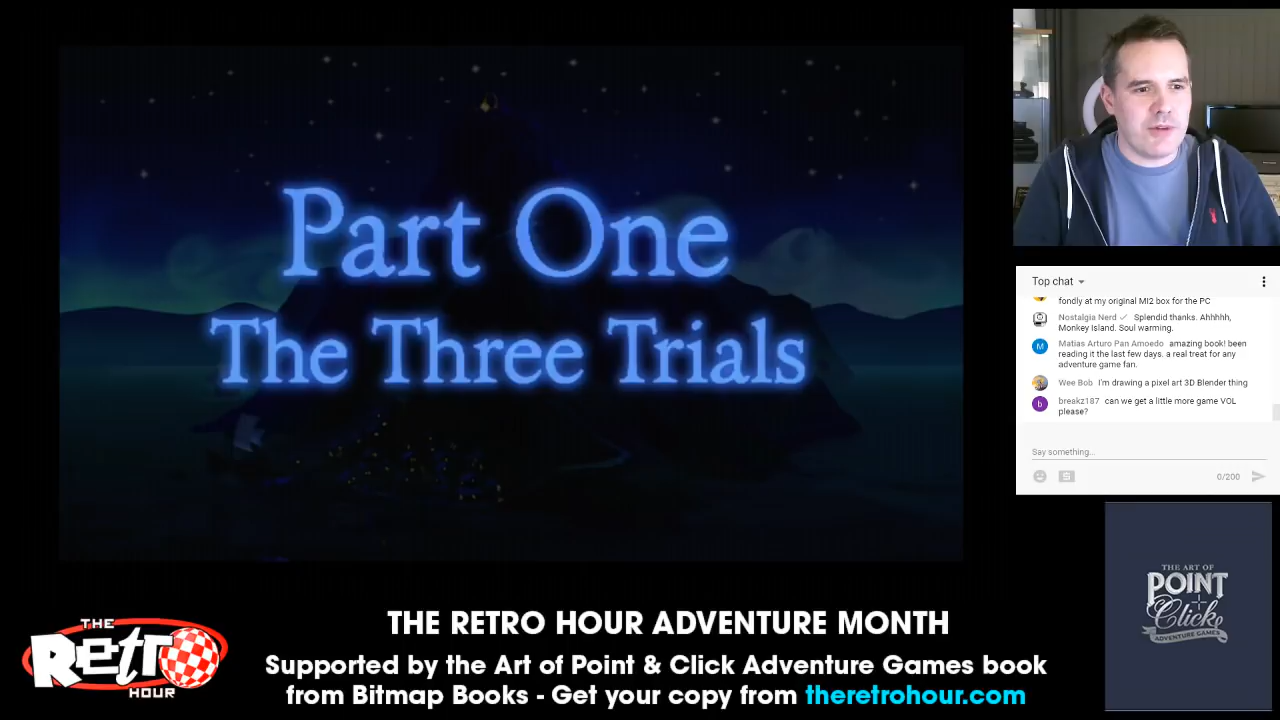 Part One
The Three Trials
Top chat
fondly at my original MI2 box for the PC
Nostalgia Nerd ✓ Splendid thanks. Ahhhhh,
Monkey Island. Soul warming.
M
Matias Arturo Pan Amoedo amazing book! been
reading it the last few days. a real treat for any
adventure game fan.
Wee Bob I'm drawing a pixel art 3D Blender thing
b
breakz187 can we get a little more game VOL
please?
Say something...
0/200
THE ART OF
POINT
Click
ADVENTURE GAMES
THE
Retro
HOUR
THE RETRO HOUR ADVENTURE MONTH
Supported by the Art of Point & Click Adventure Games book
from Bitmap Books - Get your copy from theretrohour.com